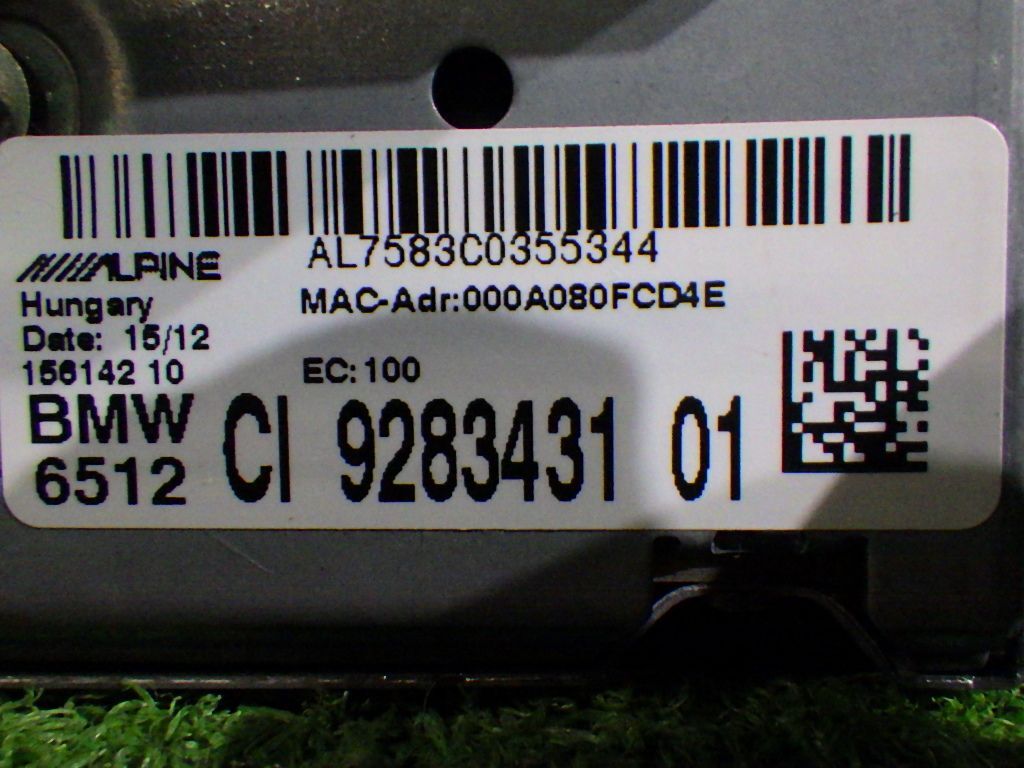 AL7583C0355344
ALPINE
MAC-Adr:000A080FCD4E
Hungary
Date: 15/12
156142 10
EC: 100
BMW
6512
CI 9283431 01